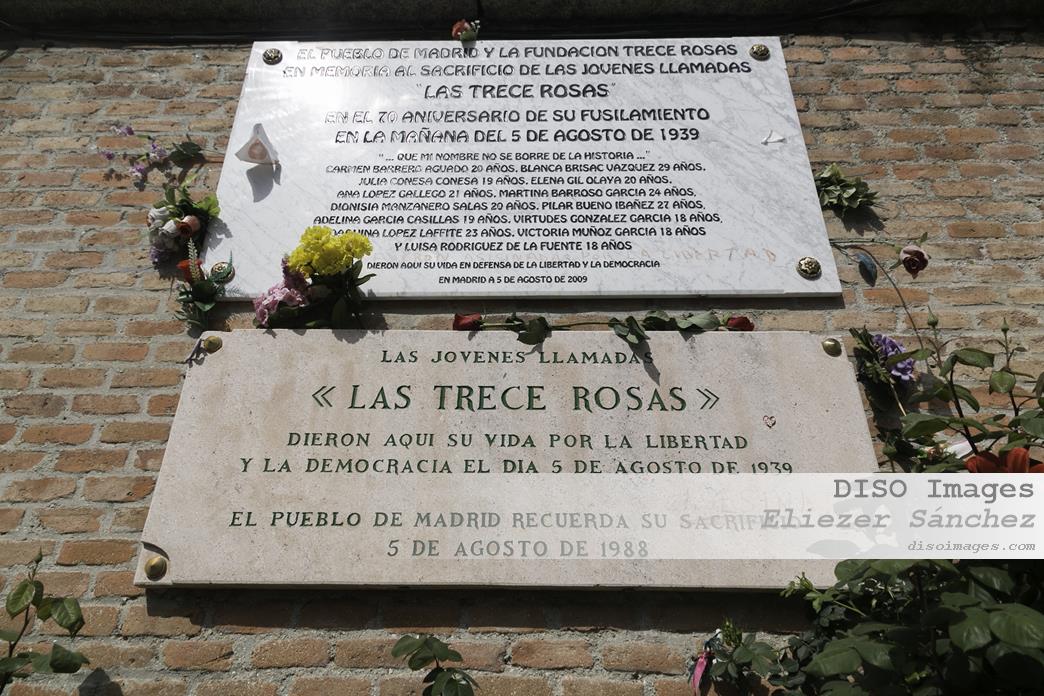 EL PUEBLO DE MADRID Y LA FUNDACION TRECE ROSAS
EN MEMORIA AL SACRIFICIO DE LAS JOVENES LLAMADAS
"LAS TRECE ROSAS"
EN EL 70 ANIVERSARIO DE SU FUSILAMIENTO
EN LA MAÑANA DEL 5 DE AGOSTO DE 1939
"... QUE MI NOMBRE NO SE BORRE DE LA HISTORIA ..."
CARMEN BARRERO AGUADO 20 AÑOS. BLANCA BRISAC VAZQUEZ 29 AÑOS.
JULIA CONESA CONESA 19 AÑOS. ELENA GIL OLAYA 20 AÑOS.
ANA LOPEZ GALLEGO 21 AÑOS. MARTINA BARROSO GARCIA 24 AÑOS.
DIONISIA MANZANERO SALAS 20 AÑOS. PILAR BUENO IBAÑEZ 27 AÑOS.
ADELINA GARCIA CASILLAS 19 AÑOS. VIRTUDES GONZALEZ GARCIA 18 AÑOS.
JOAQUINA LOPEZ LAFFITE 23 AÑOS. VICTORIA MUÑOZ GARCIA 18 AÑOS
Y LUISA RODRIGUEZ DE LA FUENTE 18 AÑOS
LIBERTAD
DIERON AQUI SU VIDA EN DEFENSA DE LA LIBERTAD Y LA DEMOCRACIA
EN MADRID A 5 DE AGOSTO DE 2009
LAS JOVENES LLAMADAS
«LAS TRECE ROSAS»
DIERON AQUI SU VIDA POR LA LIBERTAD
Y LA DEMOCRACIA EL DIA 5 DE AGOSTO DE 1939
EL PUEBLO DE MADRID RECUERDA SU SACRIFICIO
5 DE AGOSTO DE 1988
DISO Images
Eliezer Sánchez
disoimages.com